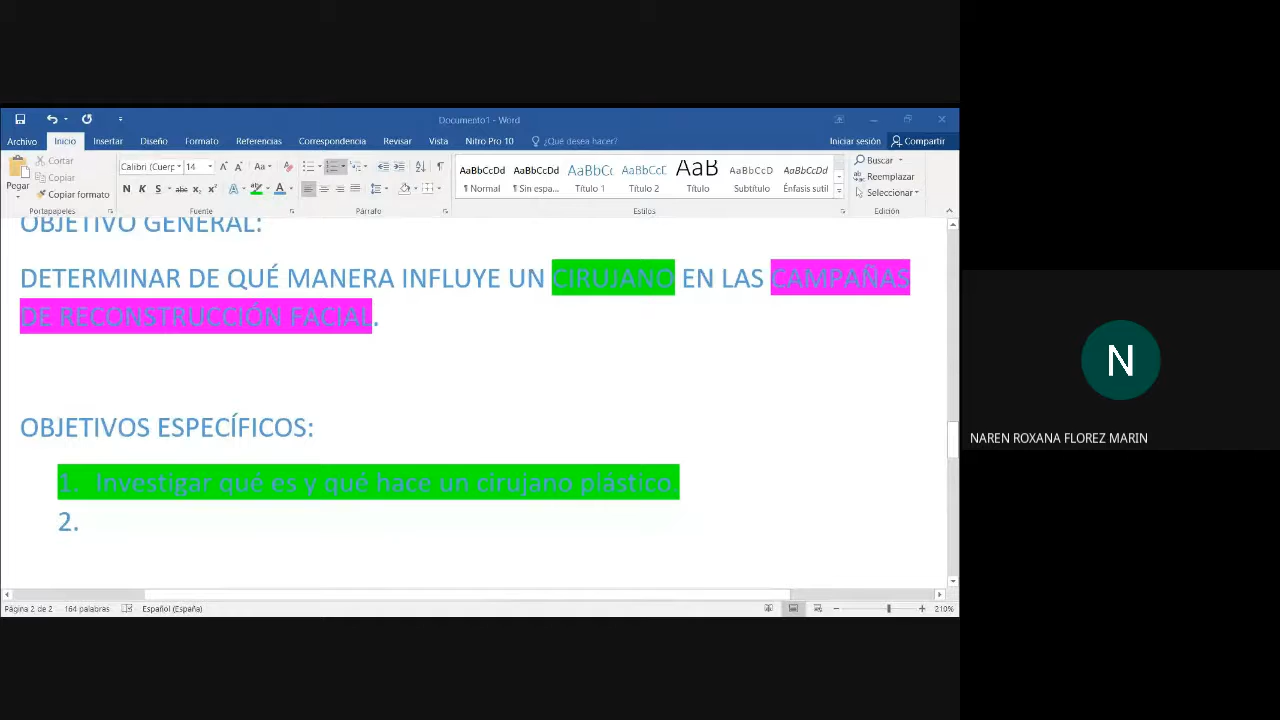 Documento1 - Word
Archivo Inicio Insertar Diseño Formato Referencias Correspondencia Revisar Vista Nitro Pro 10 ¿Qué desea hacer? Iniciar sesión Compartir
Pegar
Cortar
Copiar
Copiar formato
Portapapeles
Calibri (Cuerp 14
N K S abc x₂ x²
Fuente
Párrafo
AaBbCcDd AaBbCcDd AaBbCc AaBbCcD AaB AaBbCcD AaBbCcDd
¶ Normal ¶ Sin espa... Título 1 Título 2 Título Subtítulo Énfasis sutil
Estilos
Buscar
Reemplazar
Seleccionar
Edición
OBJETIVO GENERAL:
DETERMINAR DE QUÉ MANERA INFLUYE UN CIRUJANO EN LAS CAMPAÑAS
DE RECONSTRUCCIÓN FACIAL.
OBJETIVOS ESPECÍFICOS:
1. Investigar qué es y qué hace un cirujano plástico
2.
Página 2 de 2 164 palabras Español (España) 210%
N
NAREN ROXANA FLOREZ MARIN